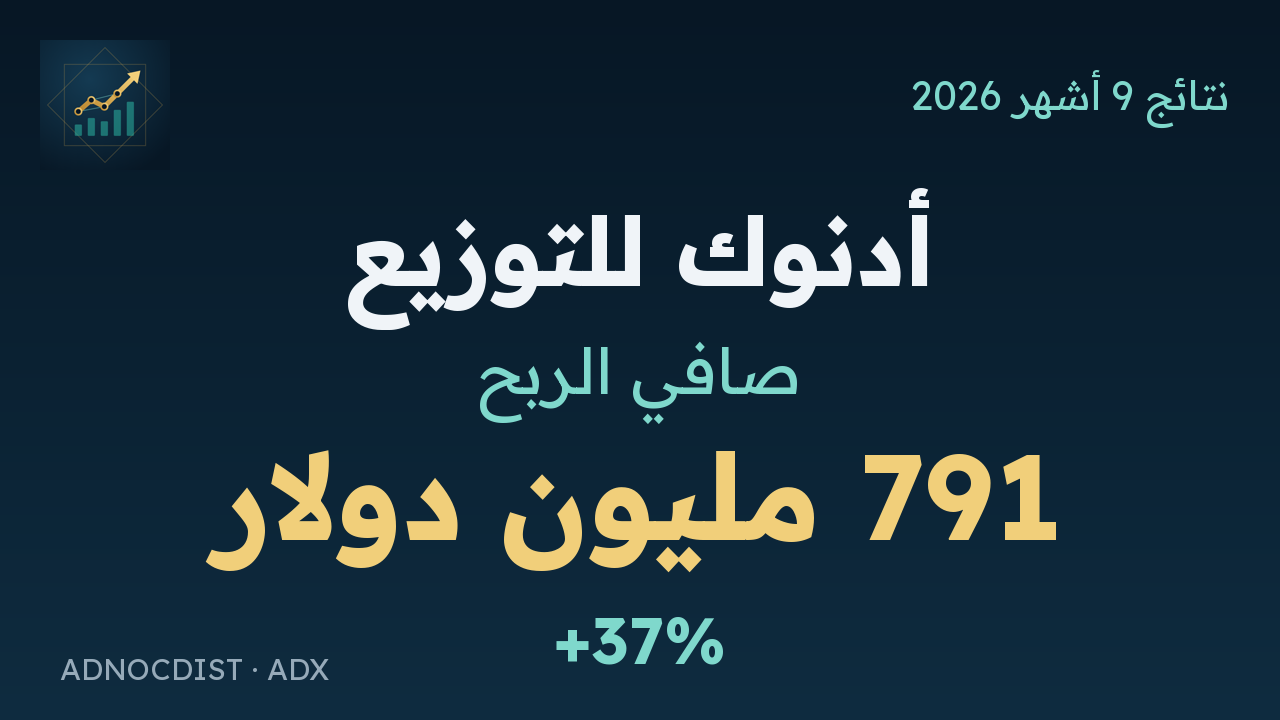 نتائج 9 أشهر 2026
أدنوك للتوزيع
صافي الربح
791 مليون دولار
+37%
ADNOCDIST · ADX